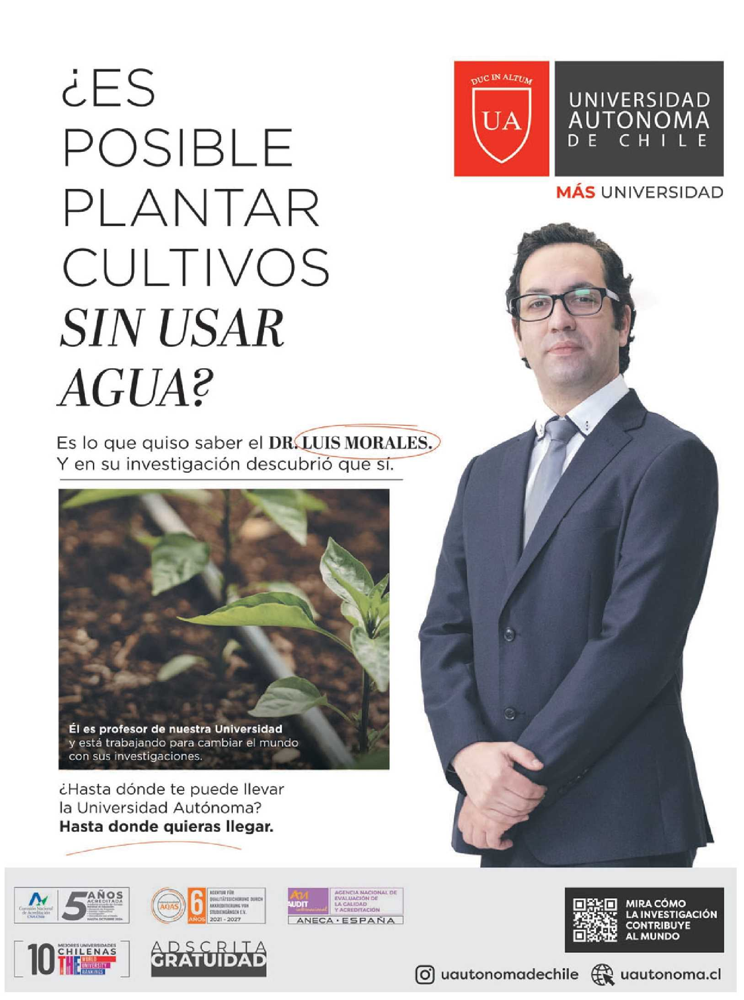 ¿ES
POSIBLE
PLANTAR
CULTIVOS
SIN USAR
AGUA?
DUC IN ALTUM
UA
UNIVERSIDAD
AUTONOMA
DE CHILE
MÁS UNIVERSIDAD
Es lo que quiso saber el DR. LUIS MORALES.
Y en su investigación descubrió que sí.
Él es profesor de nuestra Universidad
y está trabajando para cambiar el mundo
con sus investigaciones.
¿Hasta dónde te puede llevar
la Universidad Autónoma?
Hasta donde quieras llegar.
Comisión Nacional
de Acreditación
CNA-Chile
5 AÑOS
ACREDITADA
HASTA OCTUBRE 2024
AQAS
6
AÑOS
AGENTUR FÜR
QUALITÄTSSICHERUNG DURCH
AKKREDITIERUNG VON
STUDIENGÄNGEN E.V.
2021 - 2027
AUDIT
internacional
AGENCIA NACIONAL DE
EVALUACIÓN DE
LA CALIDAD
Y ACREDITACIÓN
ANECA · ESPAÑA
10 MEJORES UNIVERSIDADES
CHILENAS
THE WORLD
UNIVERSITY
RANKINGS
ADSCRITA
GRATUIDAD
MIRA CÓMO
LA INVESTIGACIÓN
CONTRIBUYE
AL MUNDO
uautonomadechile
uautonoma.cl